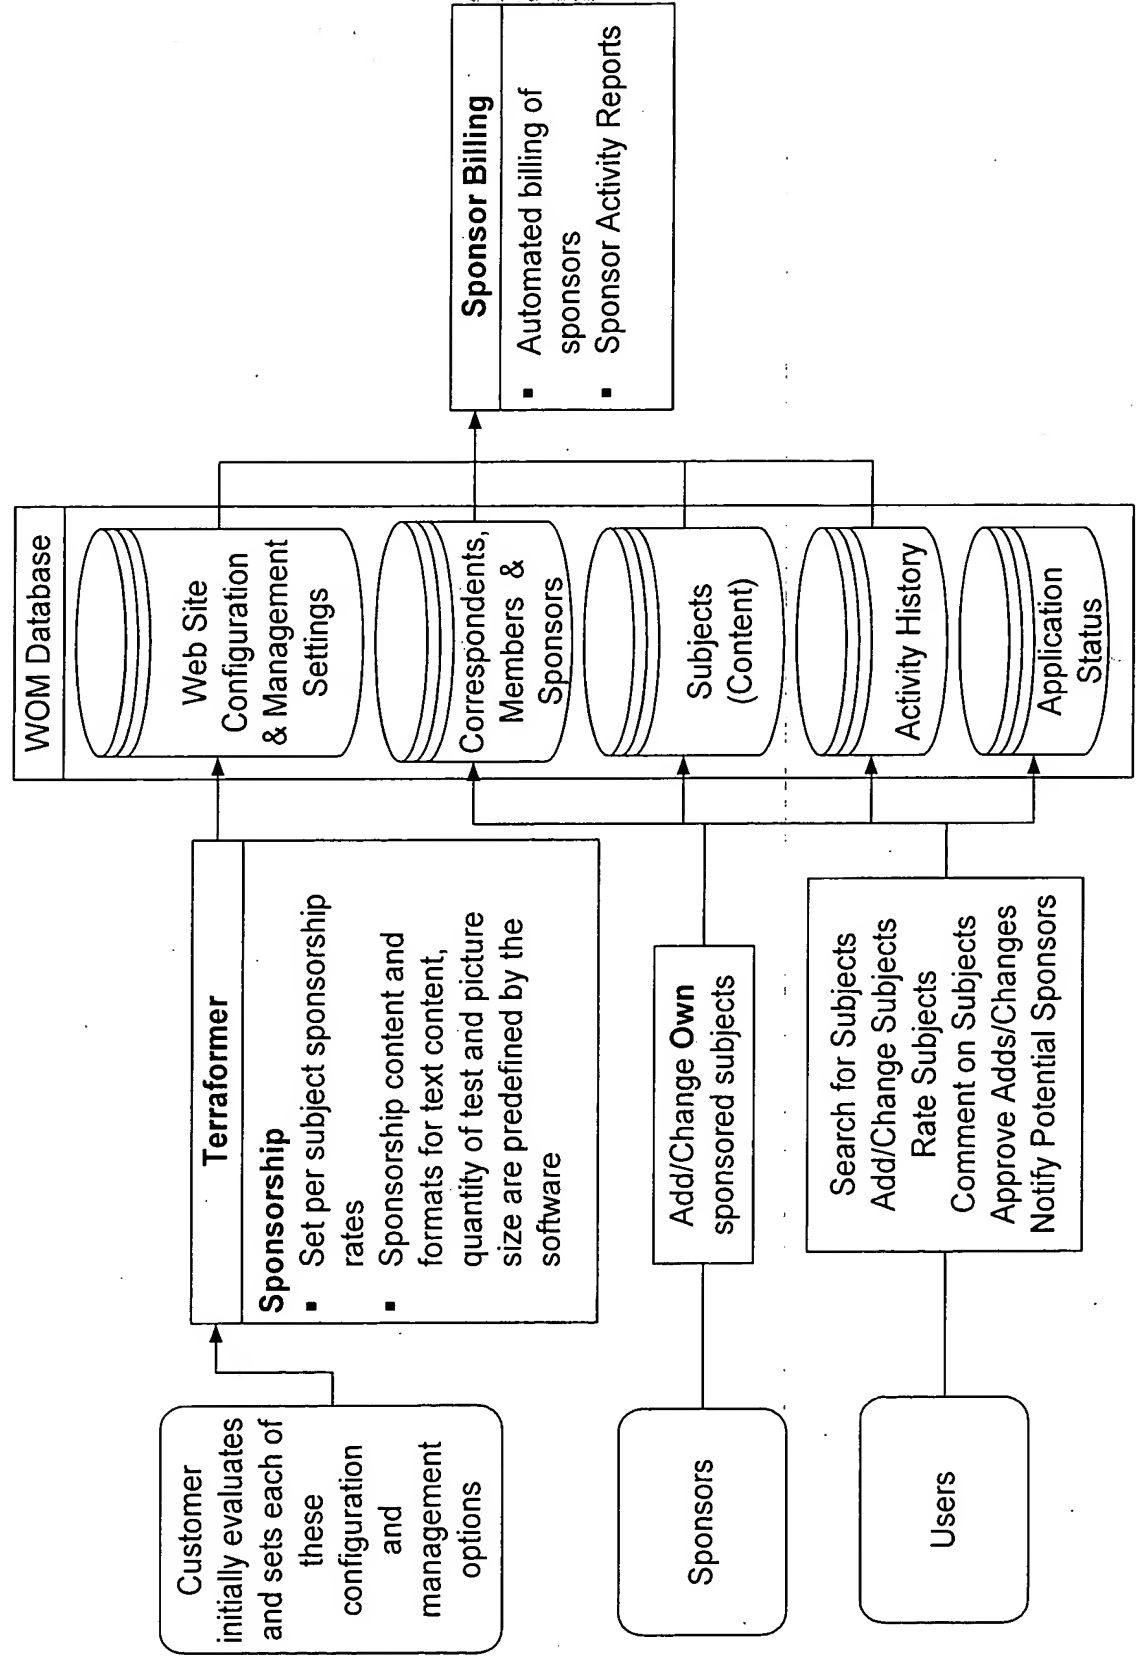 Customer
initially evaluates
and sets each of
these
configuration
and
management
options
Terraformer
Sponsorship
▪ Set per subject sponsorship
rates
▪ Sponsorship content and
formats for text content,
quantity of test and picture
size are predefined by the
software
Sponsors
Add/Change Own
sponsored subjects
Users
Search for Subjects
Add/Change Subjects
Rate Subjects
Comment on Subjects
Approve Adds/Changes
Notify Potential Sponsors
WOM Database
Web Site
Configuration
& Management
Settings
Correspondents,
Members &
Sponsors
Subjects
(Content)
Activity History
Application
Status
Sponsor Billing
▪ Automated billing of
sponsors
▪ Sponsor Activity Reports